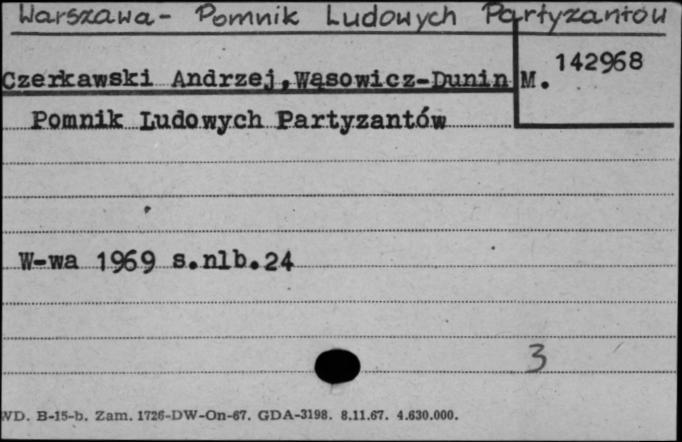 Warszawa - Pomnik Ludowych Partyzantów
142968
Czerkawski Andrzej, Wąsowicz-Dunin M.
Pomnik Ludowych Partyzantów
W-wa 1969 s.nlb.24
3
WD. B-15-b. Zam. 1726-DW-On-67. GDA-3198. 8.11.67. 4.630.000.